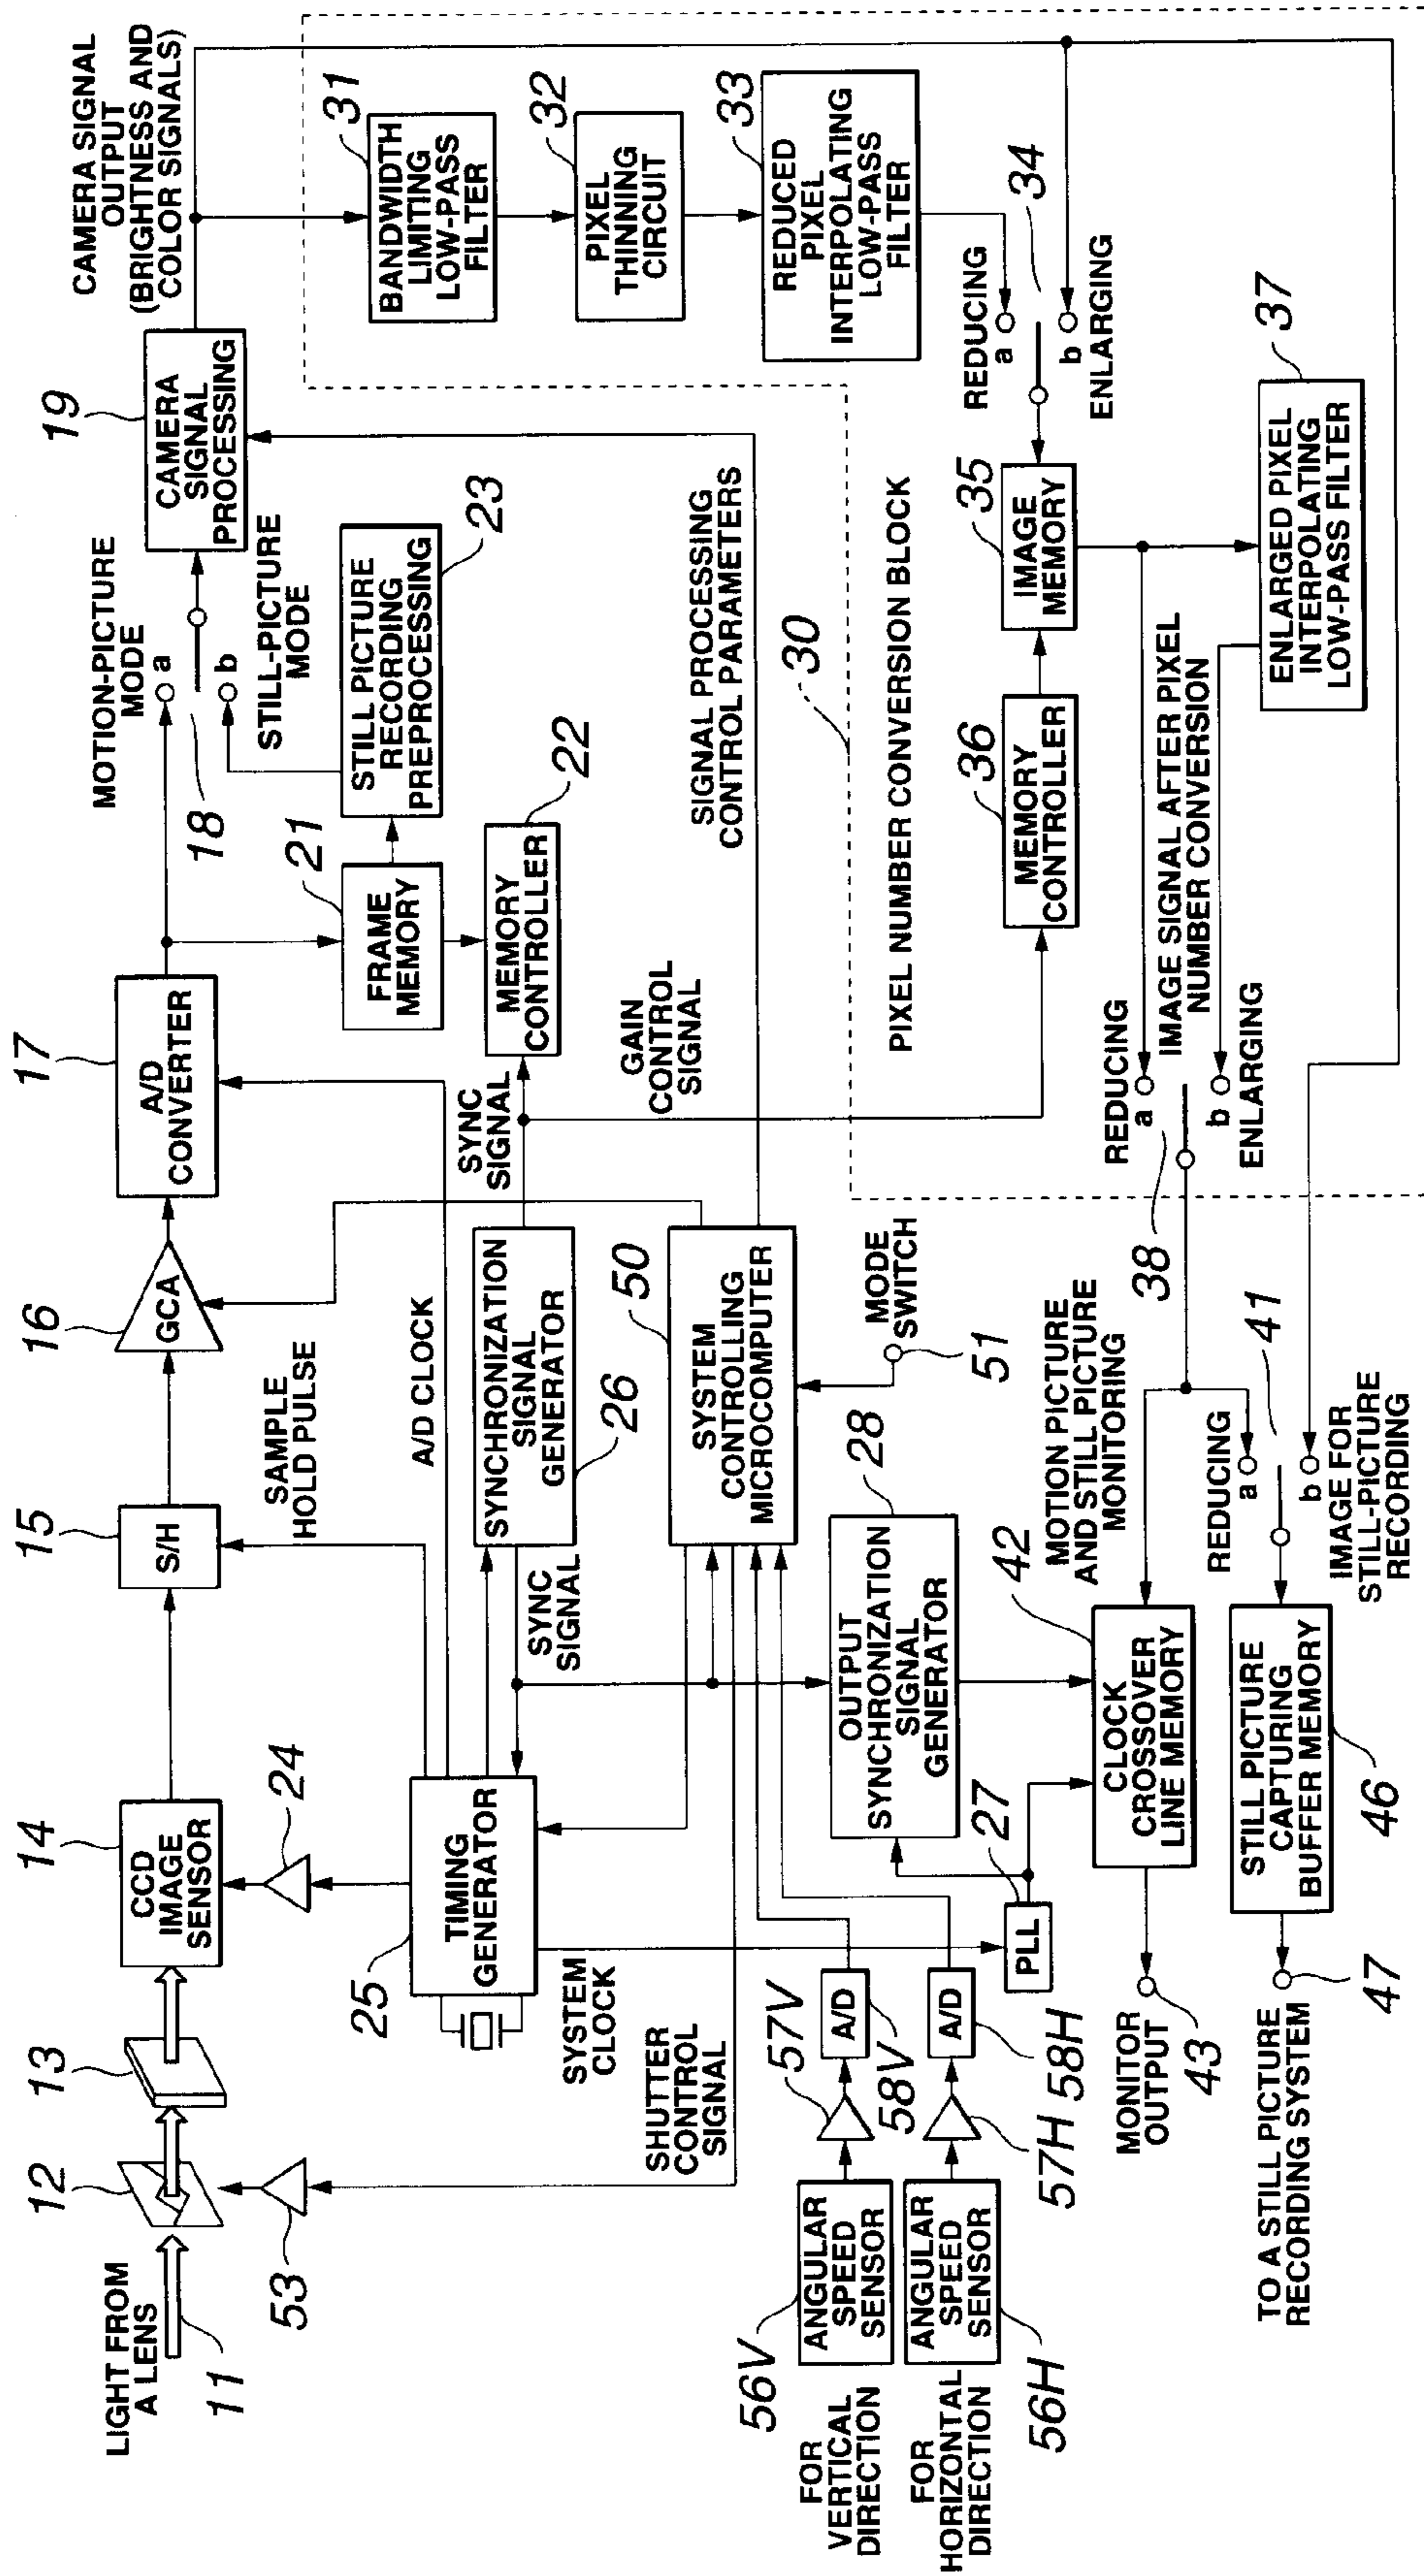 LIGHT FROM
A LENS
11
12
53
13
14
CCD
IMAGE
SENSOR
24
15
S/H
SAMPLE
HOLD PULSE
16
GCA
17
A/D
CONVERTER
A/D CLOCK
MOTION-PICTURE
MODE
a
18
b
STILL-PICTURE
MODE
19
CAMERA
SIGNAL
PROCESSING
CAMERA SIGNAL
OUTPUT
(BRIGHTNESS AND
COLOR SIGNALS)
21
FRAME
MEMORY
22
MEMORY
CONTROLLER
23
STILL PICTURE
RECORDING
PREPROCESSING
25
TIMING
GENERATOR
SYSTEM
CLOCK
SYNCHRONIZATION
SIGNAL
GENERATOR
26
SYNC
SIGNAL
SYNC
SIGNAL
GAIN
CONTROL
SIGNAL
SIGNAL PROCESSING
CONTROL PARAMETERS
SHUTTER
CONTROL
SIGNAL
SYSTEM
CONTROLLING
MICROCOMPUTER
50
MODE
SWITCH
51
31
BANDWIDTH
LIMITING
LOW-PASS
FILTER
32
PIXEL
THINNING
CIRCUIT
33
REDUCED
PIXEL
INTERPOLATING
LOW-PASS
FILTER
REDUCING
a
34
b
ENLARGING
30
PIXEL NUMBER CONVERSION BLOCK
35
IMAGE
MEMORY
36
MEMORY
CONTROLLER
37
ENLARGED PIXEL
INTERPOLATING
LOW-PASS FILTER
REDUCING
a
IMAGE SIGNAL AFTER PIXEL
NUMBER CONVERSION
38
b
ENLARGING
56V
ANGULAR
SPEED
SENSOR
FOR
VERTICAL
DIRECTION
57V
A/D
58V
56H
ANGULAR
SPEED
SENSOR
FOR
HORIZONTAL
DIRECTION
57H
A/D
58H
PLL
27
28
OUTPUT
SYNCHRONIZATION
SIGNAL
GENERATOR
42
CLOCK
CROSSOVER
LINE MEMORY
MOTION PICTURE
AND STILL PICTURE
MONITORING
MONITOR
OUTPUT
43
REDUCING
a
41
b
IMAGE FOR
STILL-PICTURE
RECORDING
STILL PICTURE
CAPTURING
BUFFER MEMORY
46
47
TO A STILL PICTURE
RECORDING SYSTEM